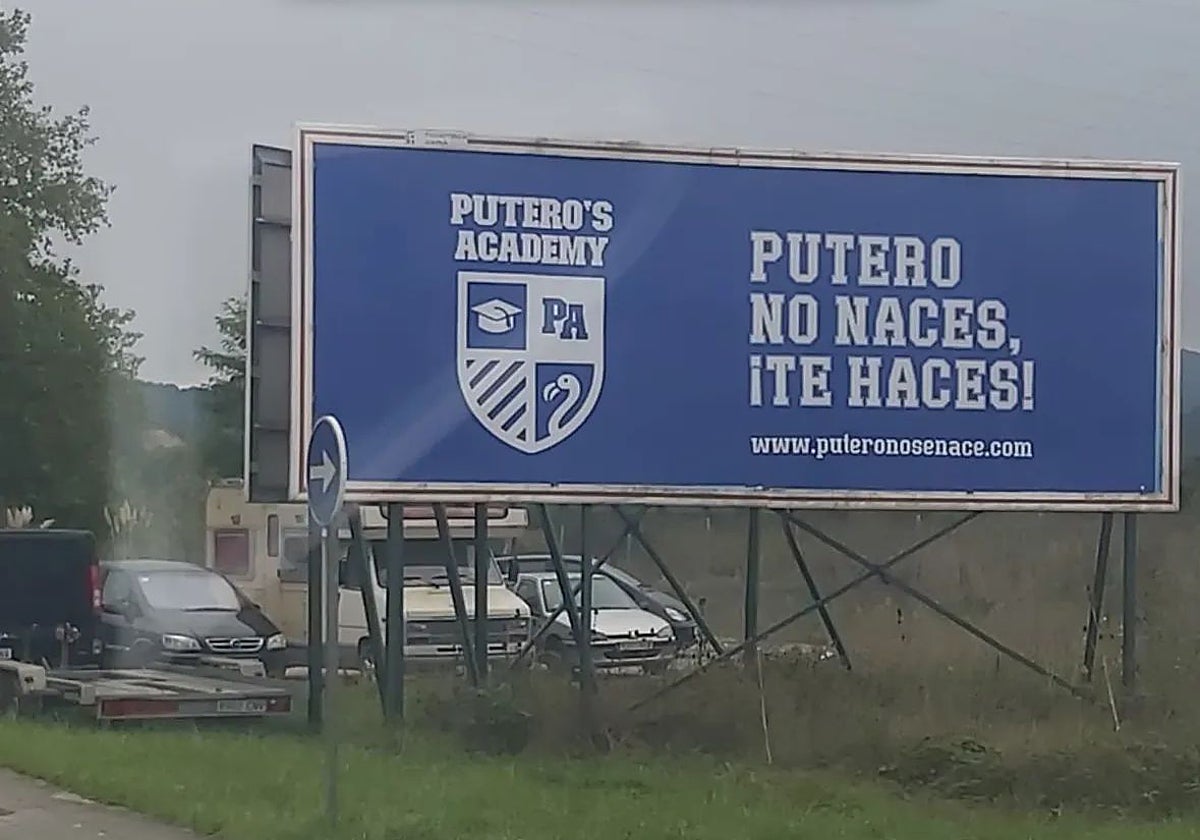 PUTERO'S
ACADEMY
PA
PUTERO
NO NACES,
¡TE HACES!
www.puteronosenace.com